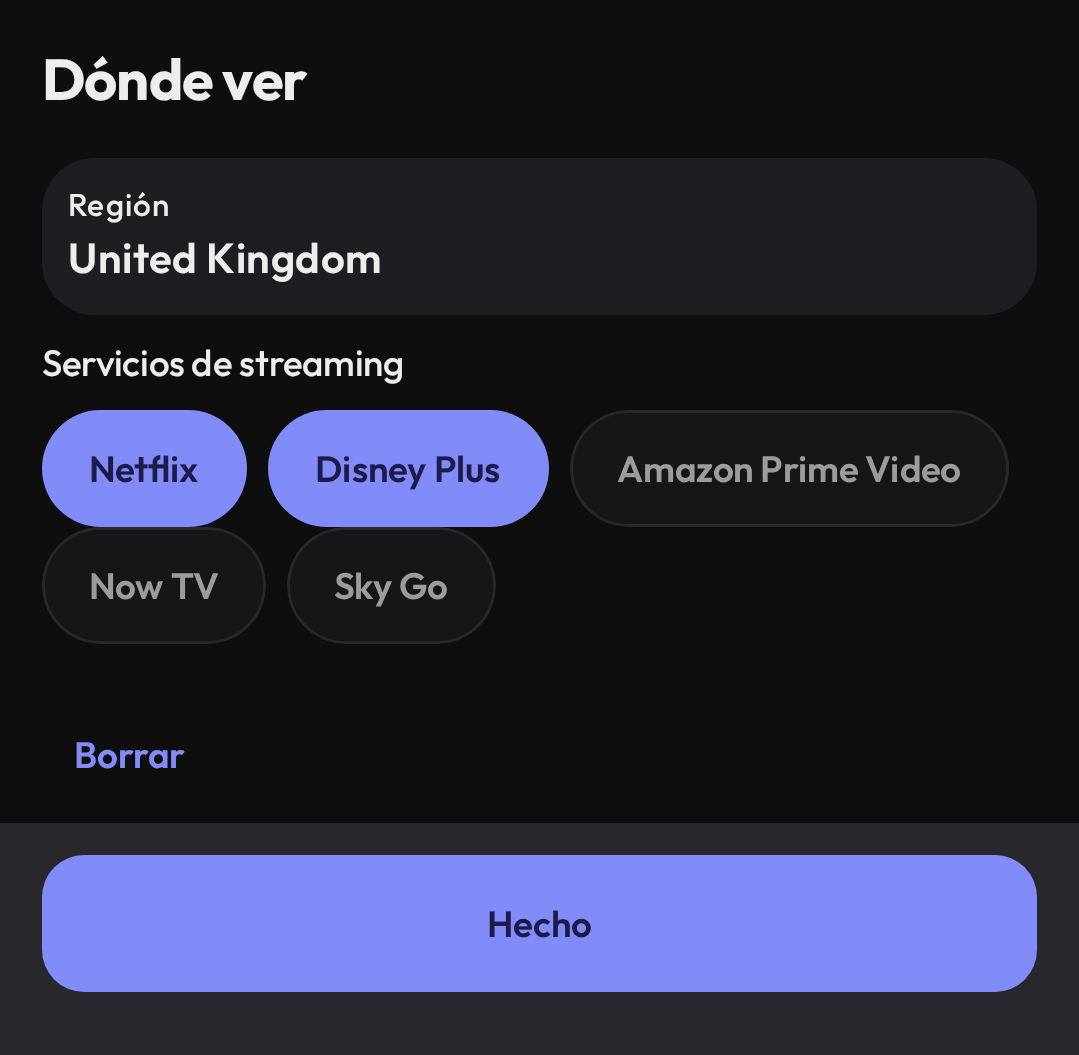 Dónde ver
Región
United Kingdom
Servicios de streaming
Netflix Disney Plus Amazon Prime Video
Now TV Sky Go
Borrar
Hecho